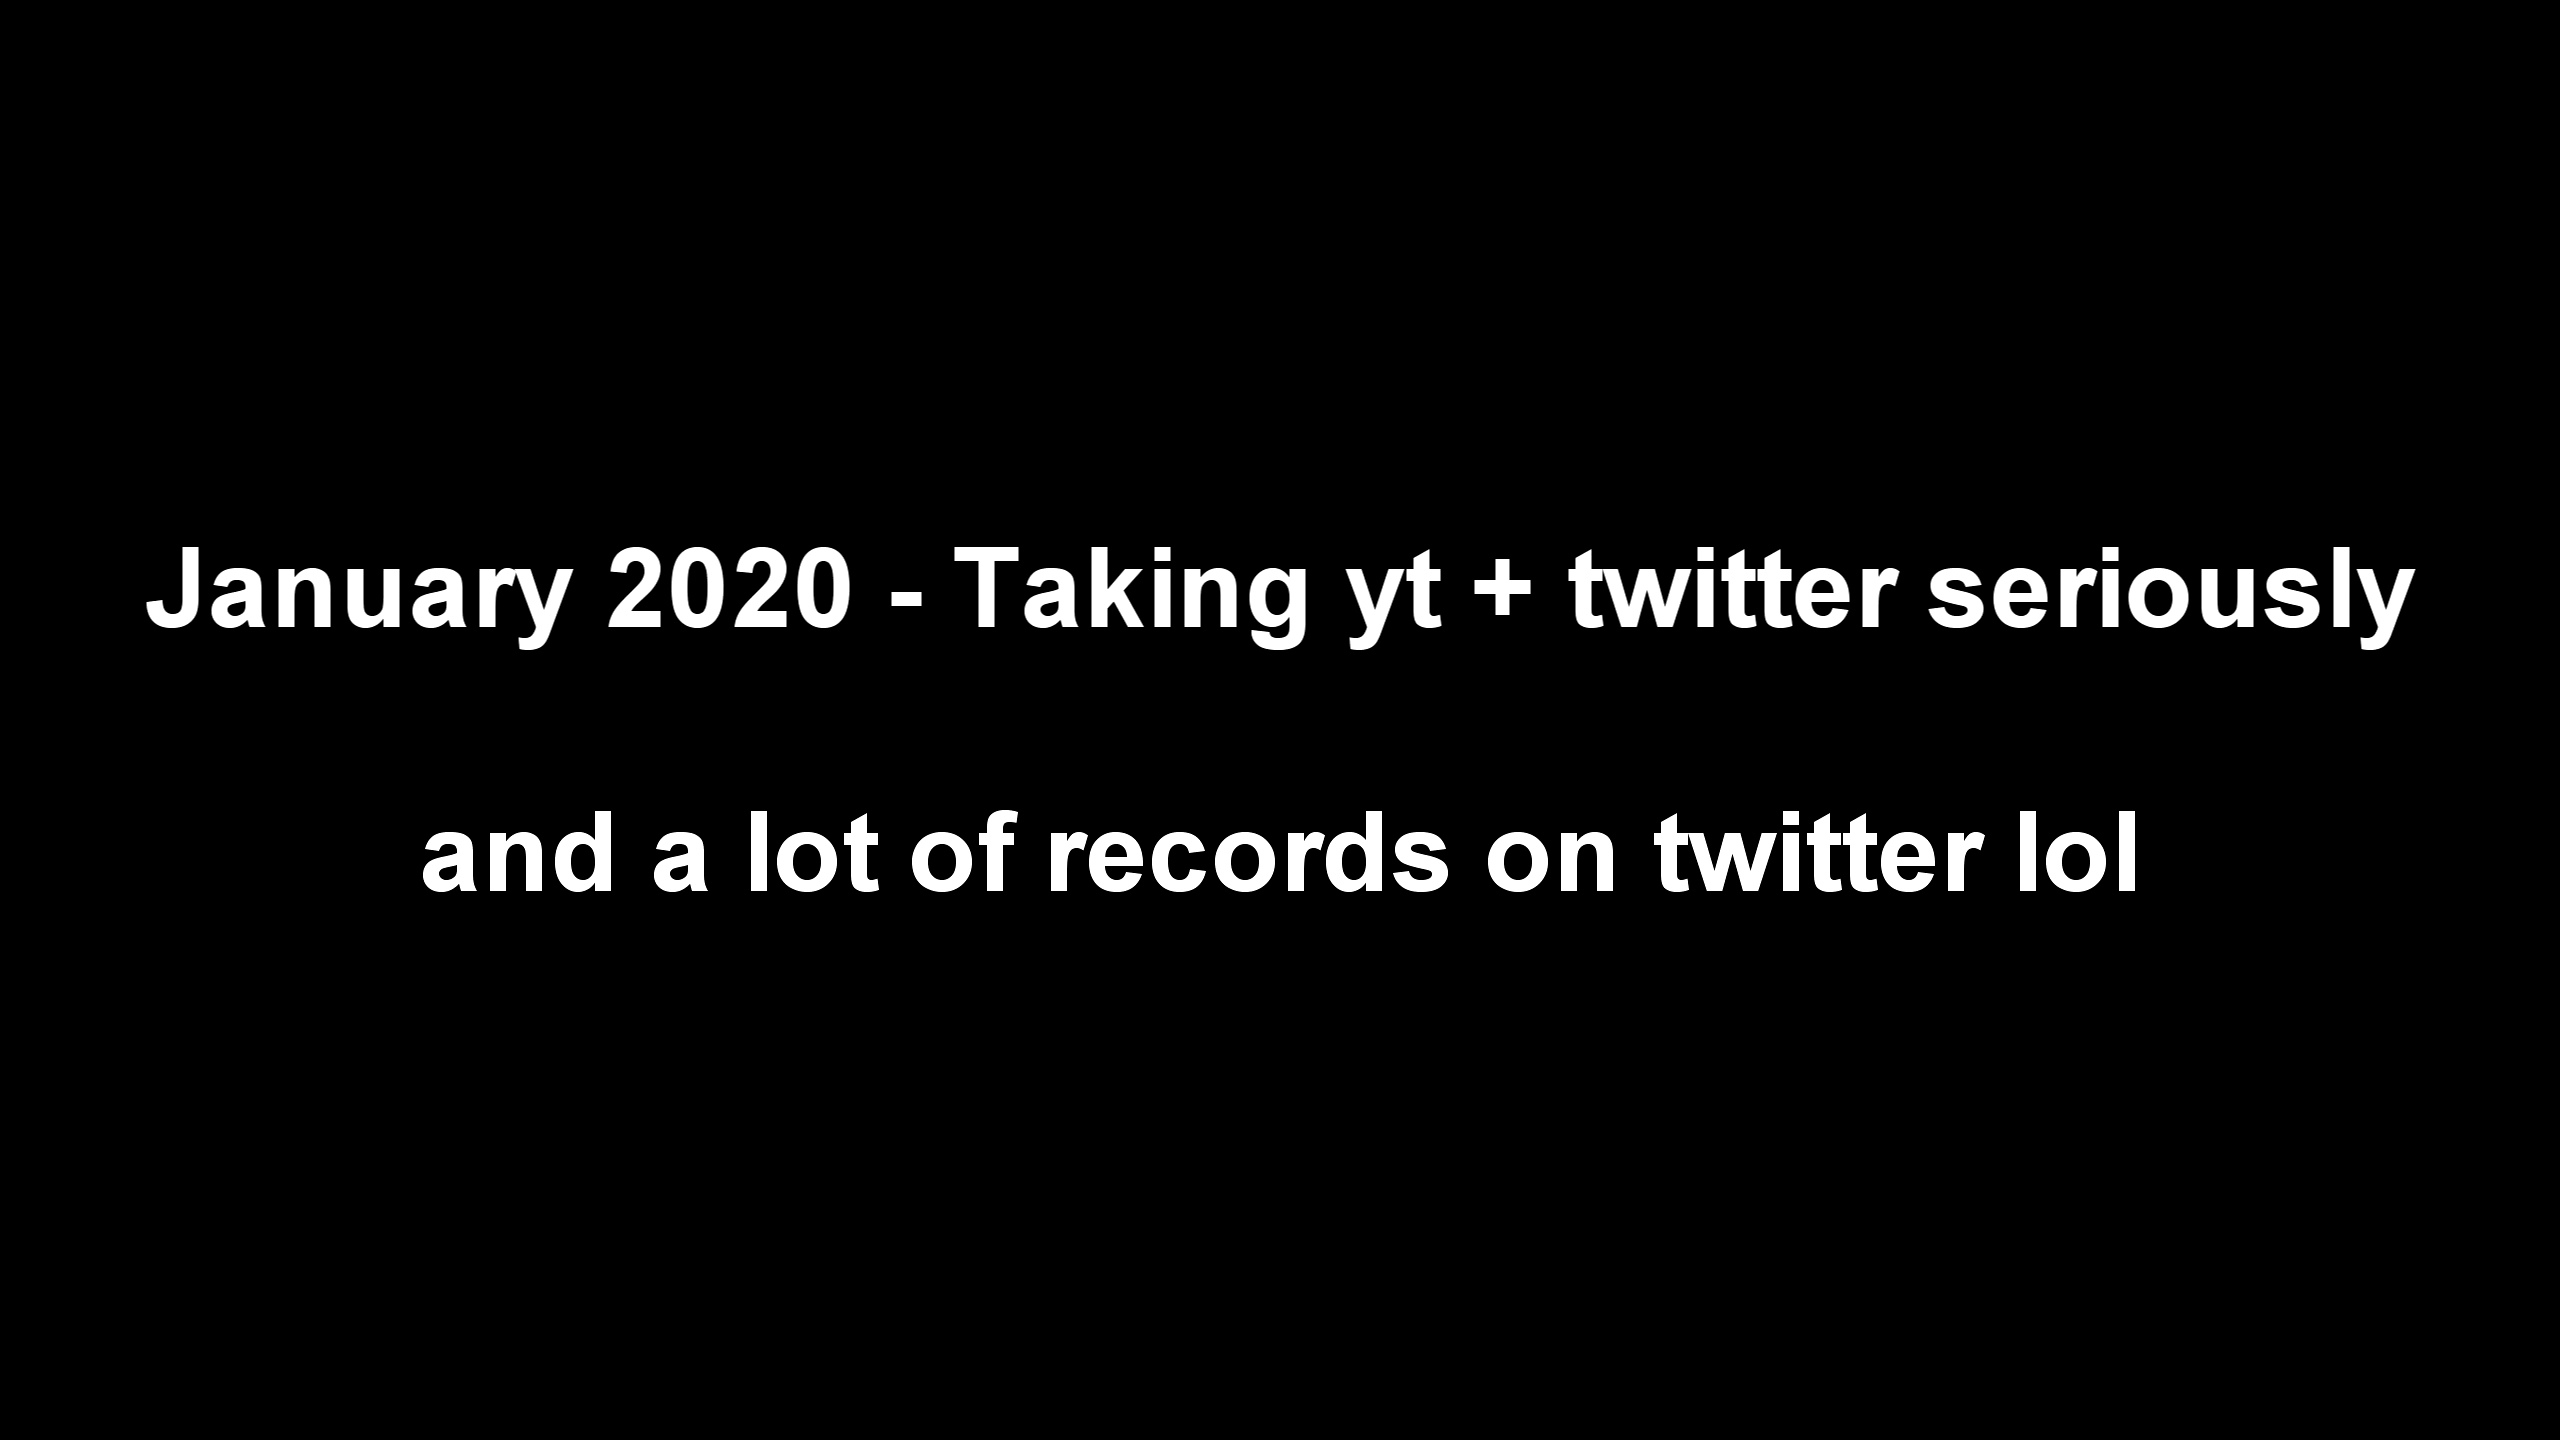 January 2020 - Taking yt + twitter seriously
and a lot of records on twitter lol